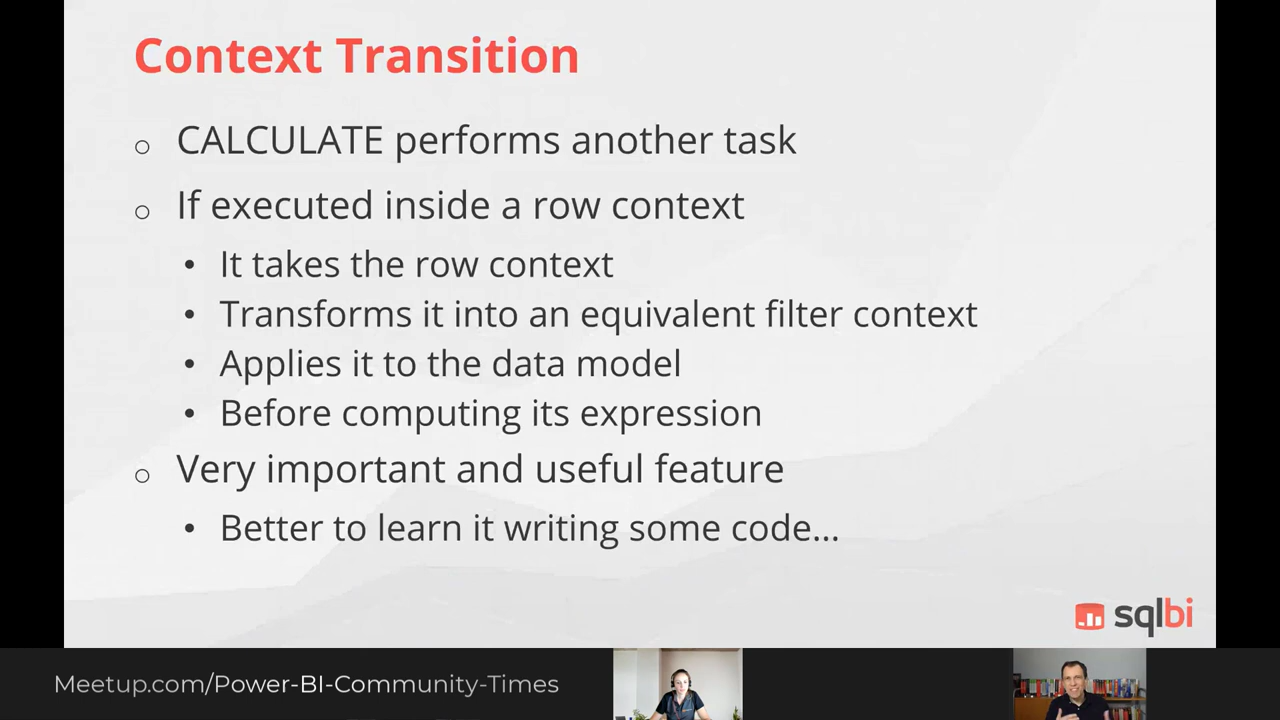 Context Transition
○ CALCULATE performs another task
○ If executed inside a row context
• It takes the row context
• Transforms it into an equivalent filter context
• Applies it to the data model
• Before computing its expression
○ Very important and useful feature
• Better to learn it writing some code...
sqlbi
Meetup.com/Power-BI-Community-Times